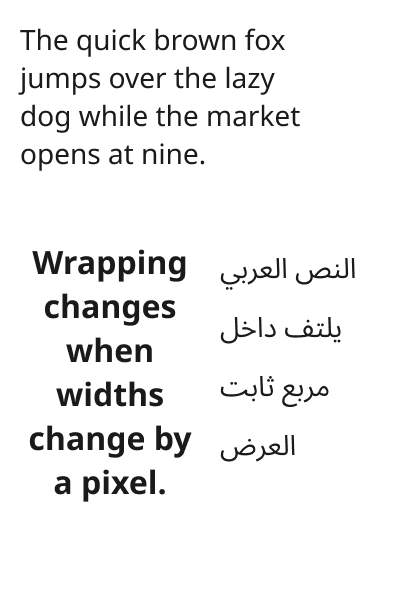 The quick brown fox
jumps over the lazy
dog while the market
opens at nine.
Wrapping
changes
when
widths
change by
a pixel.
النص العربي
يلتف داخل
مربع ثابت
العرض